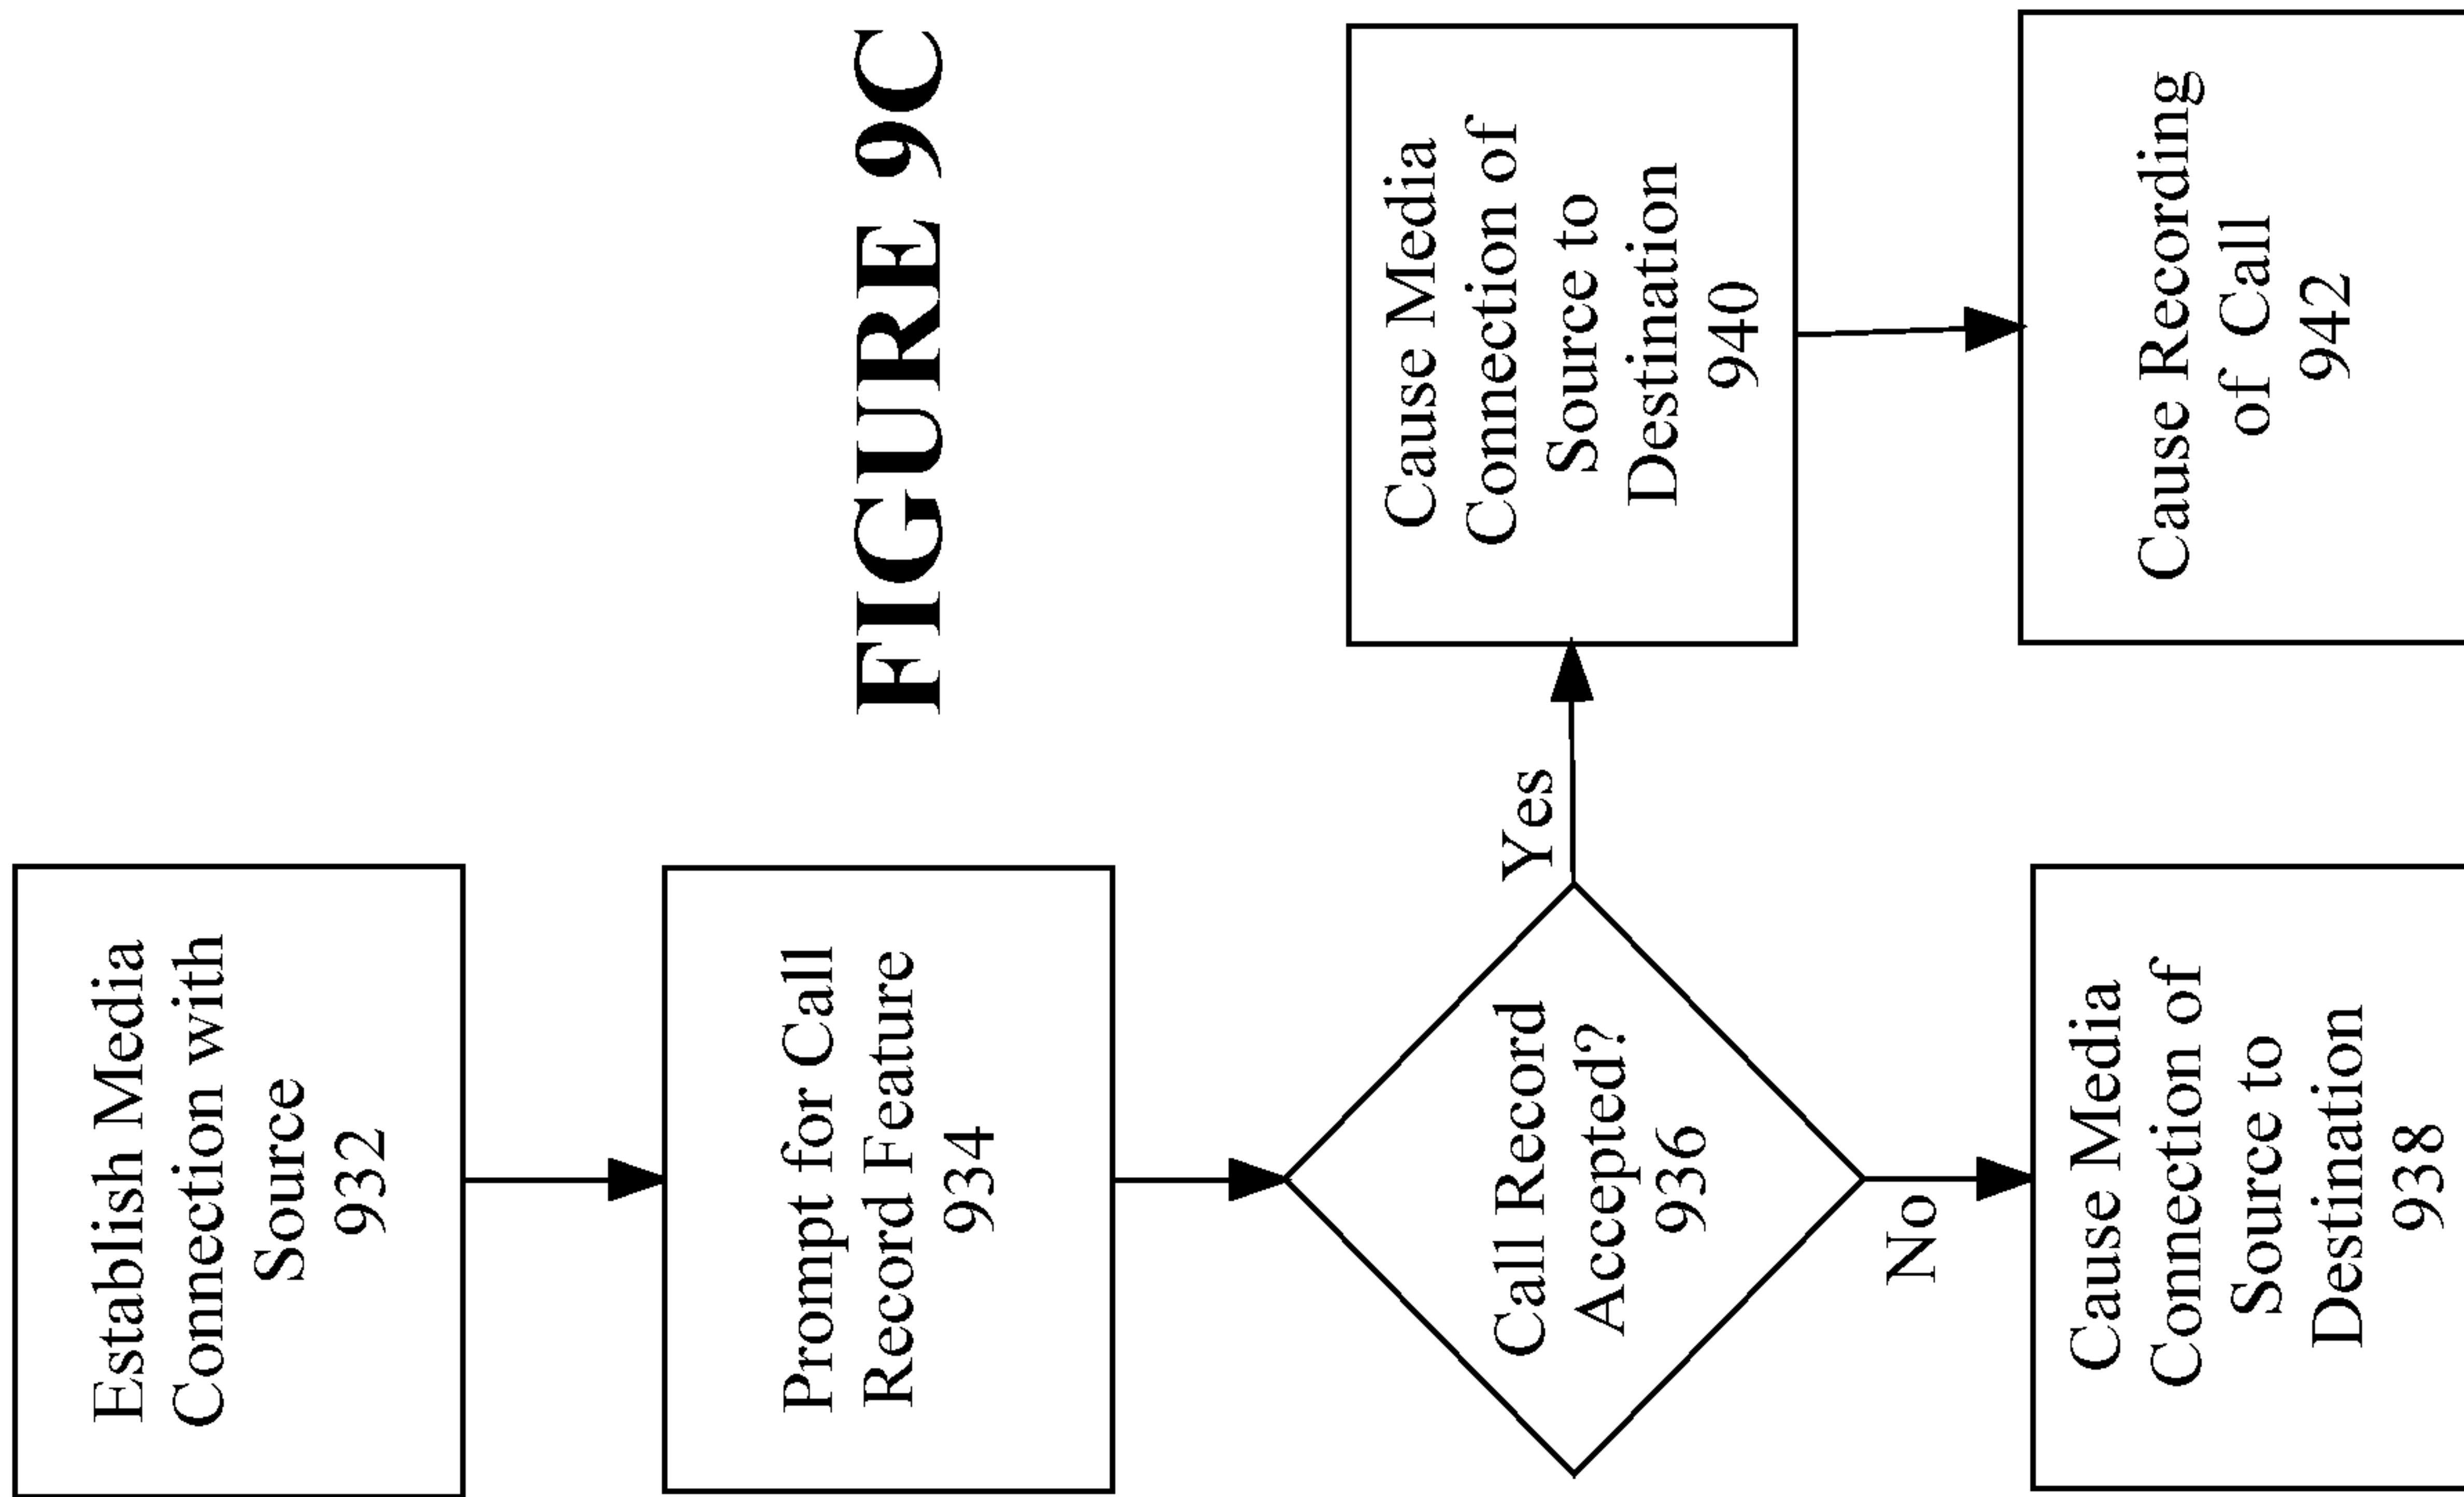 Establish Media
Connection with
Source
932
Prompt for Call
Record Feature
934
FIGURE 9C
Call Record
Accepted?
936
Yes
No
Cause Media
Connection of
Source to
Destination
940
Cause Media
Connection of
Source to
Destination
938
Cause Recording
of Call
942